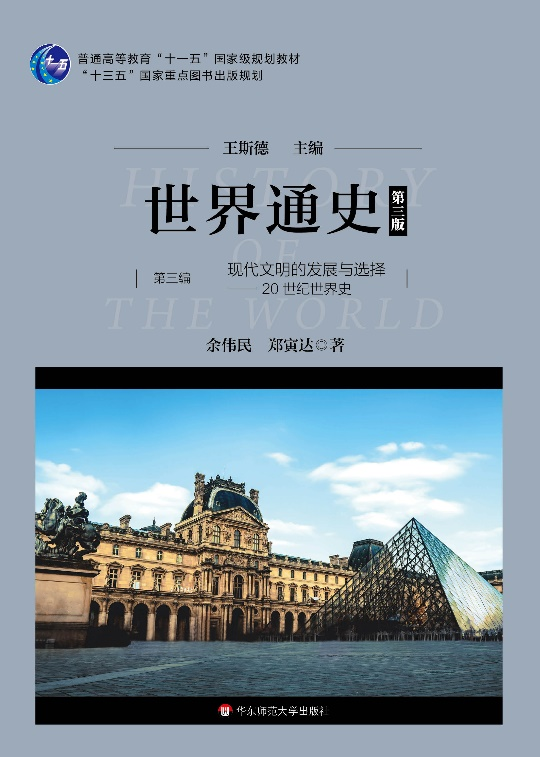 十一五
普通高等教育“十一五”国家级规划教材
“十三五”国家重点图书出版规划
王斯德 主编
HISTORY
世界通史 第三版
OF
第三编 现代文明的发展与选择
——20世纪世界史
THE WORLD
余伟民 郑寅达◎著
华东师范大学出版社